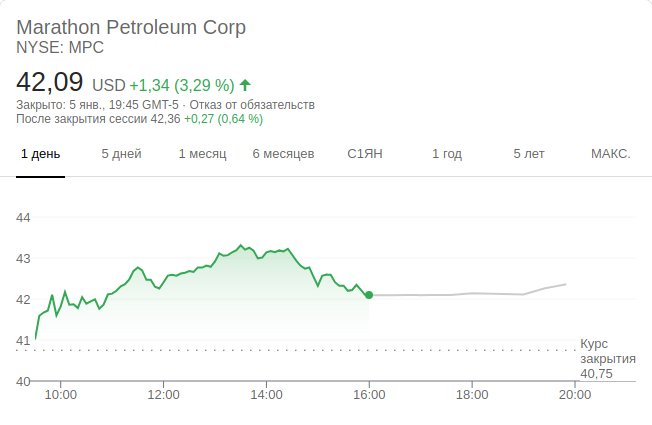 Marathon Petroleum Corp
NYSE: MPC
42,09 USD +1,34 (3,29 %)
Закрыто: 5 янв., 19:45 GMT-5 · Отказ от обязательств
После закрытия сессии 42,36 +0,27 (0,64 %)
1 день 5 дней 1 месяц 6 месяцев С1ЯН 1 год 5 лет МАКС.
44
43
42
41
Курс
закрытия
40,75
40
10:00 12:00 14:00 16:00 18:00 20:00